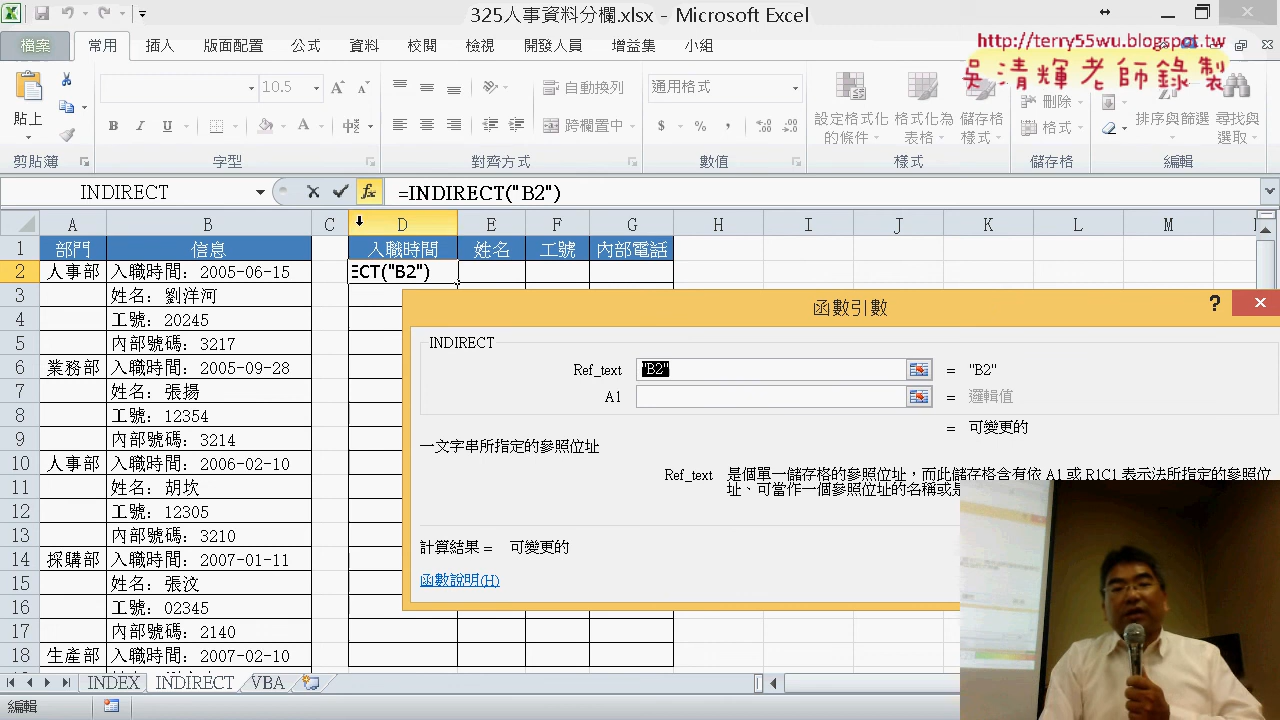 325人事資料分欄.xlsx - Microsoft Excel
http://terry55wu.blogspot.tw
吳清輝老師錄製
檔案 常用 插入 版面配置 公式 資料 校閱 檢視 開發人員 增益集 小組
貼上 10.5 自動換列 通用格式 設定格式化的條件 格式化為表格 儲存格樣式 刪除 格式 排序與篩選 尋找與選取
B I U A 中 跨欄置中 $ % ,
剪貼簿 字型 對齊方式 數值 樣式 儲存格 編輯
INDIRECT fx =INDIRECT("B2")
A B C D E F G H I J K L M
1 部門 信息 入職時間 姓名 工號 內部電話
2 人事部 入職時間: 2005-06-15 ECT("B2")
3 姓名: 劉洋河
4 工號: 20245
5 內部號碼: 3217
6 業務部 入職時間: 2005-09-28
7 姓名: 張揚
8 工號: 12354
9 內部號碼: 3214
10 人事部 入職時間: 2006-02-10
11 姓名: 胡坎
12 工號: 12305
13 內部號碼: 3210
14 採購部 入職時間: 2007-01-11
15 姓名: 張汶
16 工號: 02345
17 內部號碼: 2140
18 生產部 入職時間: 2007-02-10
函數引數 ?
INDIRECT
Ref_text "B2" = "B2"
A1 = 邏輯值
= 可變更的
一文字串所指定的參照位址
Ref_text 是個單一儲存格的參照位址，而此儲存格含有依 A1 或 R1C1 表示法所指定的參照位
址、可當作一個參照位址的名稱或是
計算結果 = 可變更的
函數說明(H)
INDEX INDIRECT VBA
編輯